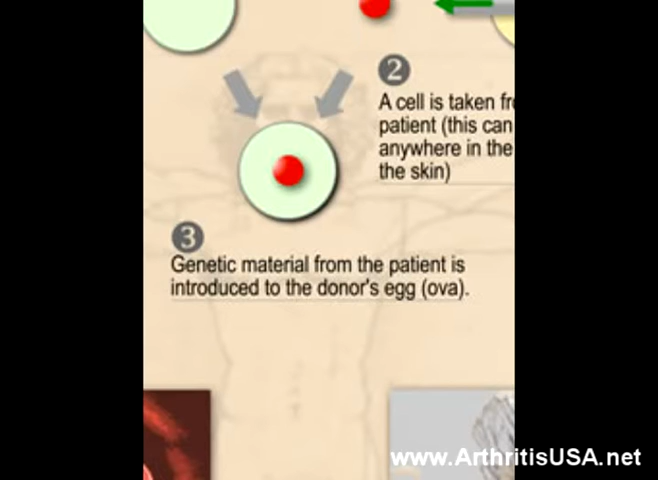 2
A cell is taken
patient (this can
anywhere in the
the skin)
3
Genetic material from the patient is
introduced to the donor's egg (ova).
www.ArthritisUSA.net